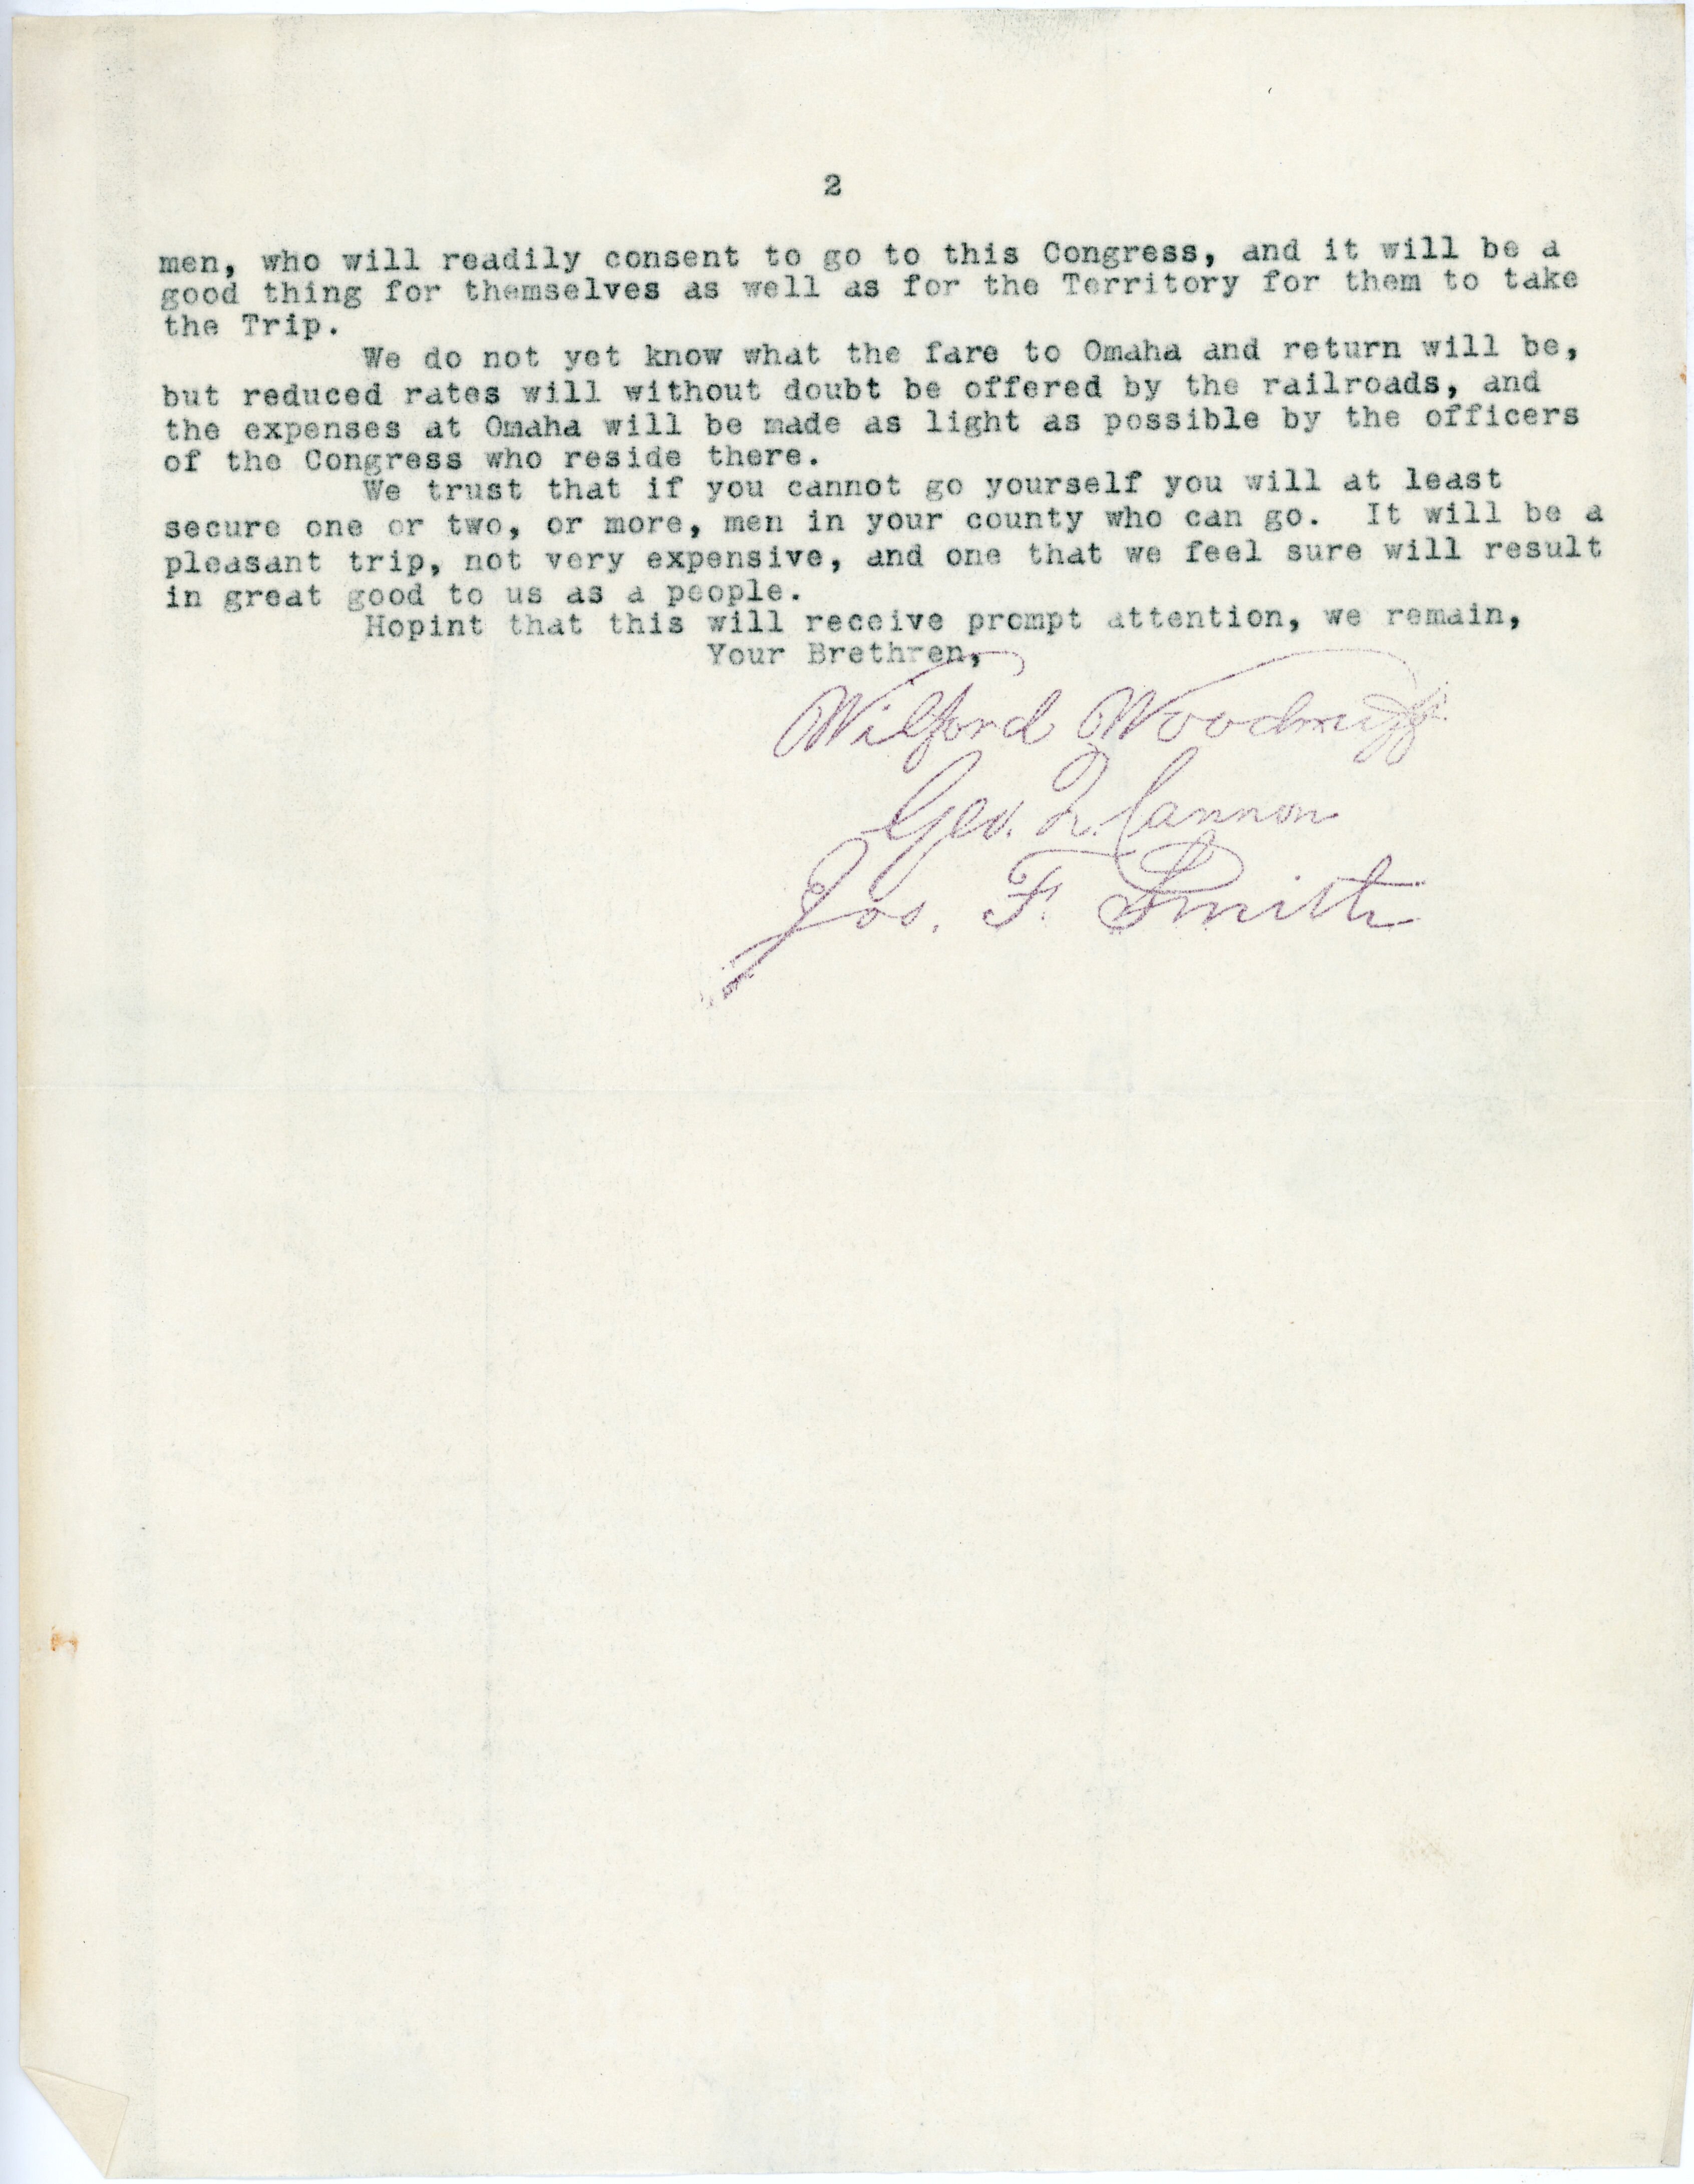 2
men, who will readily consent to go to this Congress, and it will be a
good thing for themselves as well as for the Territory for them to take
the Trip.
We do not yet know what the fare to Omaha and return will be,
but reduced rates will without doubt be offered by the railroads, and
the expenses at Omaha will be made as light as possible by the officers
of the Congress who reside there.
We trust that if you cannot go yourself you will at least
secure one or two, or more, men in your county who can go. It will be a
pleasant trip, not very expensive, and one that we feel sure will result
in great good to us as a people.
Hopint that this will receive prompt attention, we remain,
Your Brethren,
Wilford Woodruff
Geo. Q. Cannon
Jos. F. Smith